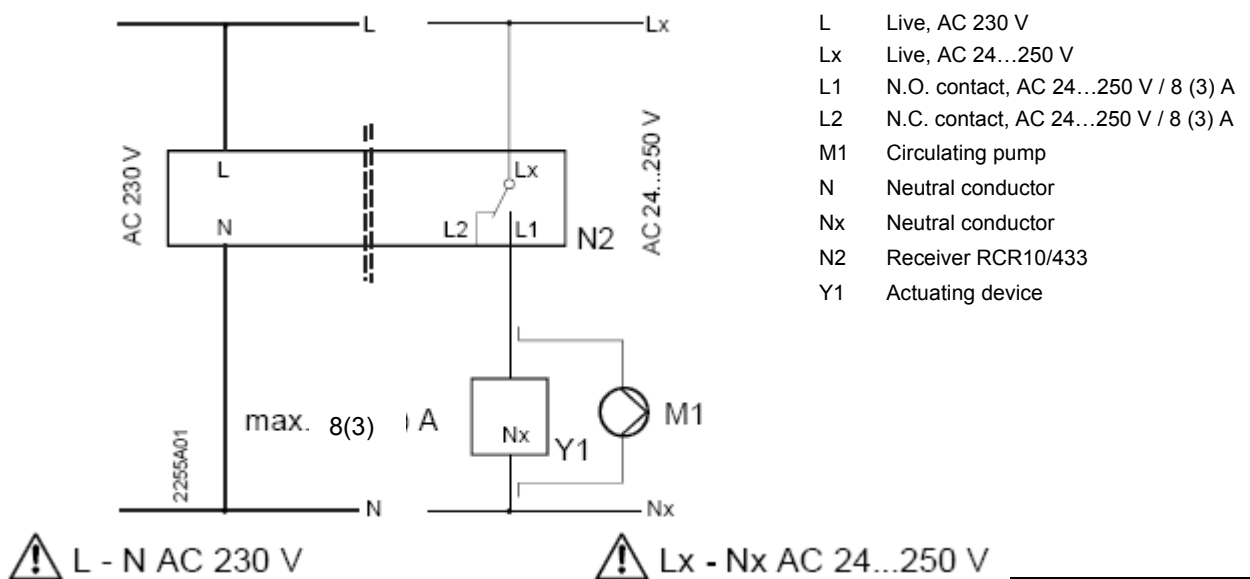 L
Lx
AC 230 V
L
N
Lx
L2
L1
N2
AC 24...250 V
max. 8(3) ) A
Nx
Y1
M1
2255A01
N
Nx
L - N AC 230 V
Lx - Nx AC 24...250 V
L Live, AC 230 V
Lx Live, AC 24…250 V
L1 N.O. contact, AC 24…250 V / 8 (3) A
L2 N.C. contact, AC 24…250 V / 8 (3) A
M1 Circulating pump
N Neutral conductor
Nx Neutral conductor
N2 Receiver RCR10/433
Y1 Actuating device